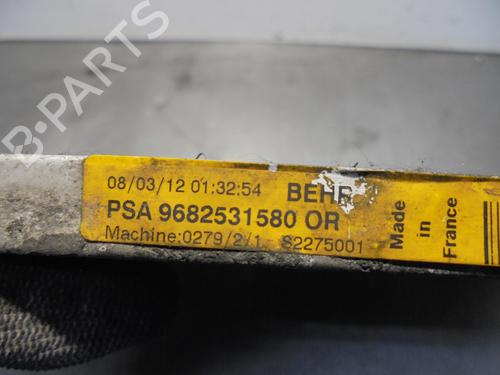 B-PARTS
08/03/12 01:32:54 BEHR
PSA 9682531580 OR
Machine:0279/2/1 S2275001
Made
in
France